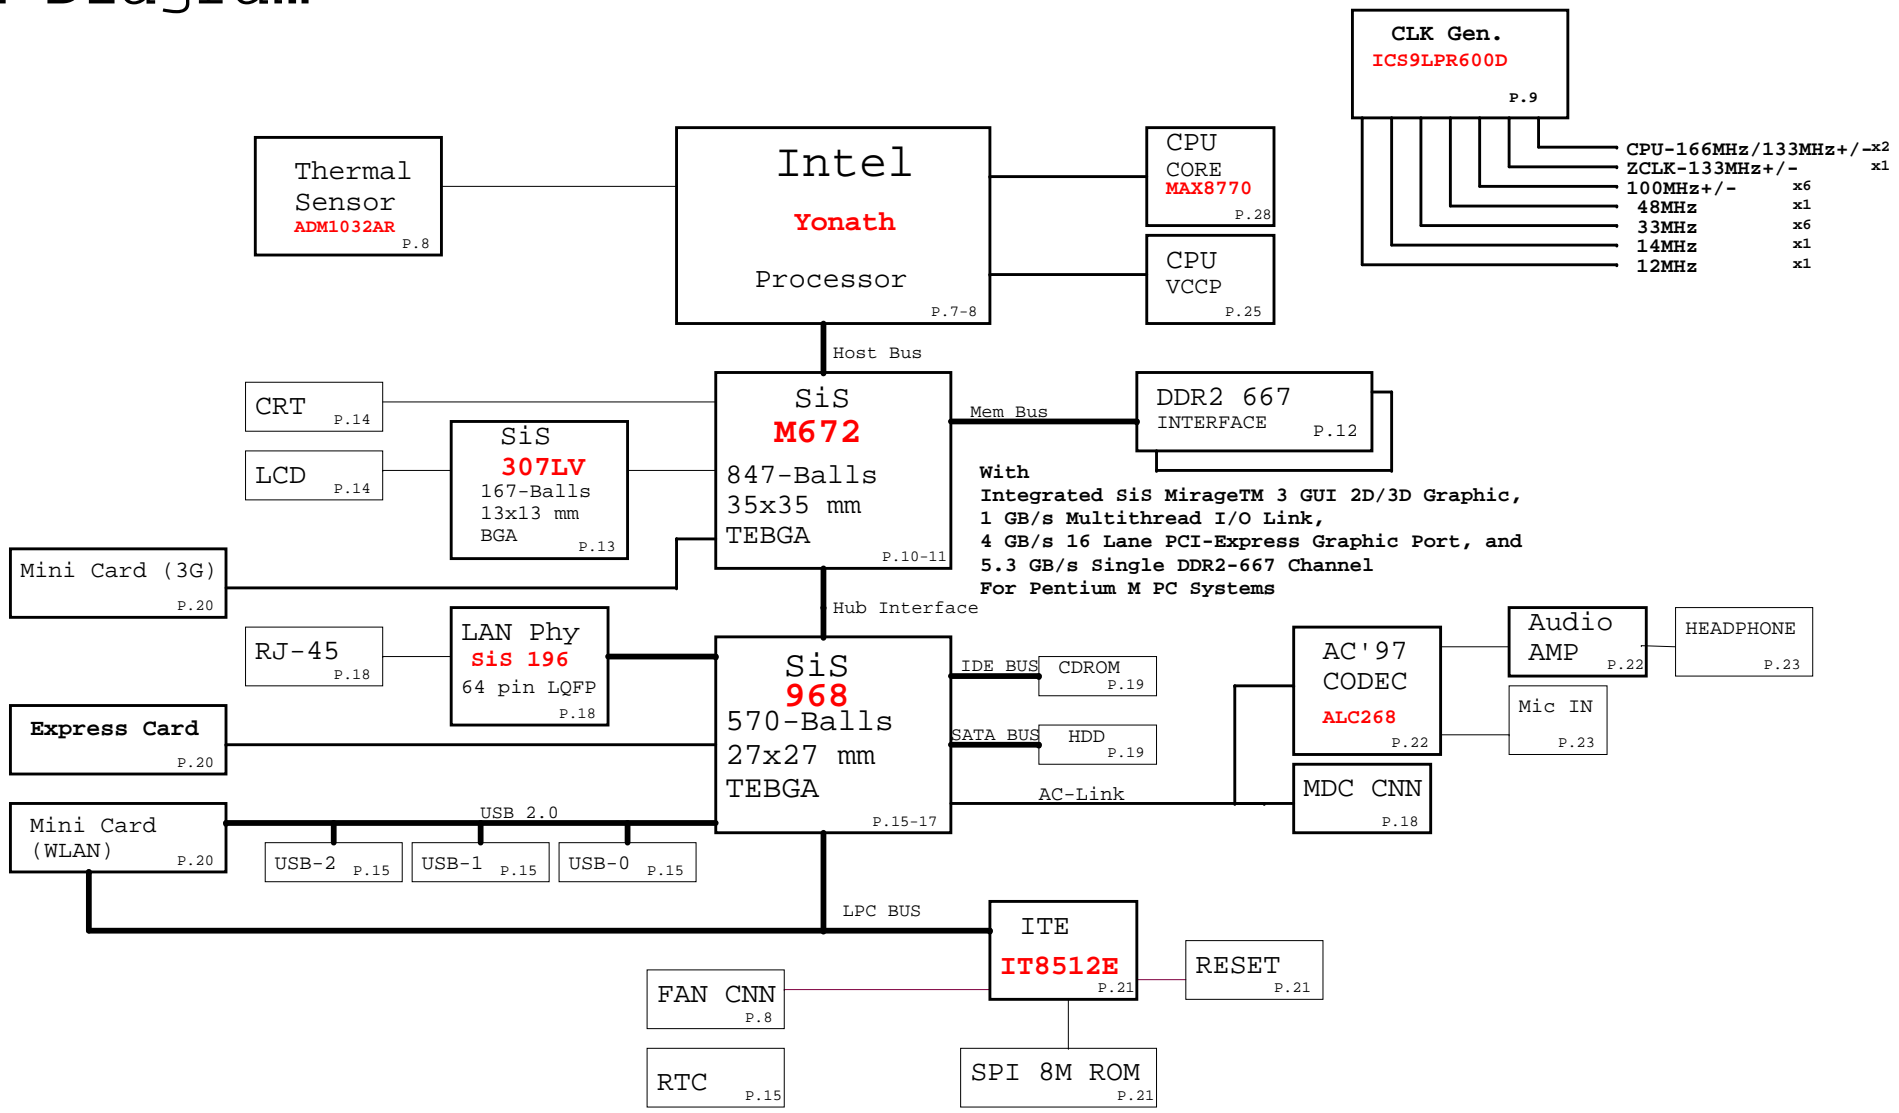 CLK Gen.
ICS9LPR600D
P.9
CPU-166MHz/133MHz+/- x2
ZCLK-133MHz+/- x1
100MHz+/- x6
48MHz x1
33MHz x6
14MHz x1
12MHz x1
Thermal
Sensor
ADM1032AR
P.8
Intel
Yonath
Processor
P.7-8
CPU
CORE
MAX8770
P.28
CPU
VCCP
P.25
Host Bus
CRT P.14
LCD P.14
SiS
307LV
167-Balls
13x13 mm
BGA
P.13
SiS
M672
847-Balls
35x35 mm
TEBGA
P.10-11
Mem Bus
DDR2 667
INTERFACE
P.12
With
Integrated SiS MirageTM 3 GUI 2D/3D Graphic,
1 GB/s Multithread I/O Link,
4 GB/s 16 Lane PCI-Express Graphic Port, and
5.3 GB/s Single DDR2-667 Channel
For Pentium M PC Systems
Mini Card (3G)
P.20
Hub Interface
RJ-45
P.18
LAN Phy
SiS 196
64 pin LQFP
P.18
SiS
968
570-Balls
27x27 mm
TEBGA
P.15-17
IDE BUS
CDROM
P.19
SATA BUS
HDD
P.19
AC-Link
AC'97
CODEC
ALC268
P.22
Audio
AMP
P.22
HEADPHONE
P.23
Mic IN
P.23
MDC CNN
P.18
Express Card
P.20
Mini Card
(WLAN)
P.20
USB 2.0
USB-2 P.15
USB-1 P.15
USB-0 P.15
LPC BUS
ITE
IT8512E
P.21
RESET
P.21
FAN CNN
P.8
RTC
P.15
SPI 8M ROM
P.21